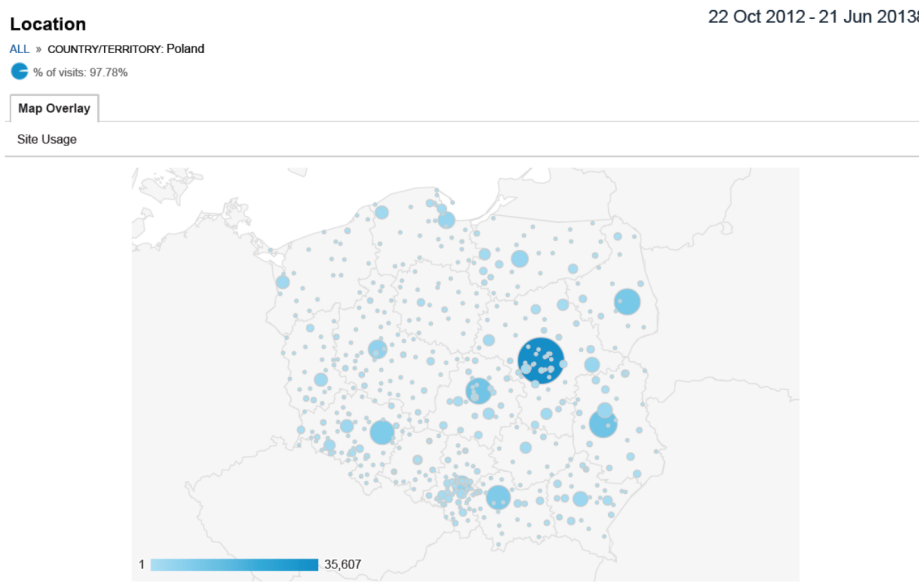 Location
22 Oct 2012 - 21 Jun 2013
ALL » COUNTRY/TERRITORY: Poland
% of visits: 97.78%
Map Overlay
Site Usage
1
35,607